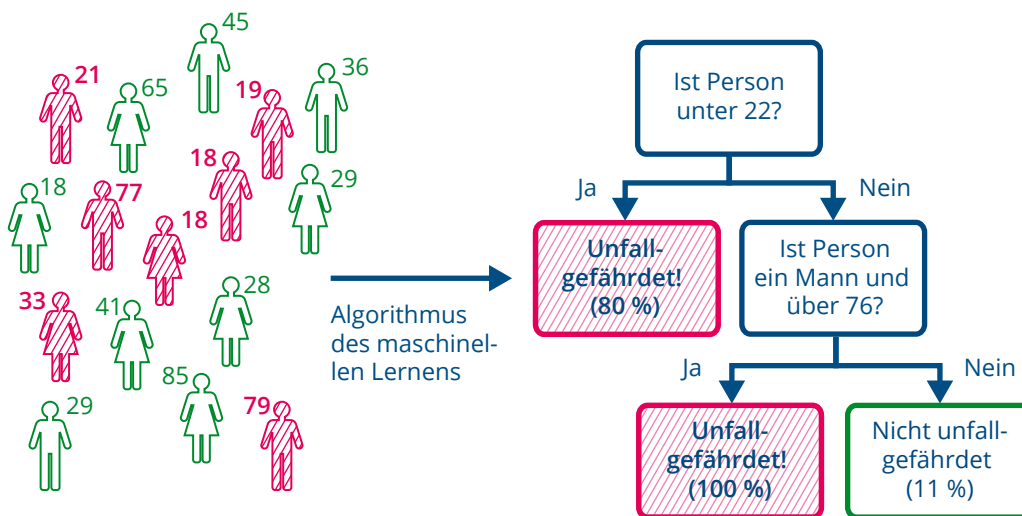 45
21
65
19
36
18
29
18
77
18
28
33
41
85
29
79
Algorithmus
des maschinel-
len Lernens
Ist Person
unter 22?
Ja
Nein
Unfall-
gefährdet!
(80 %)
Ist Person
ein Mann und
über 76?
Ja
Nein
Unfall-
gefährdet!
(100 %)
Nicht unfall-
gefährdet
(11 %)